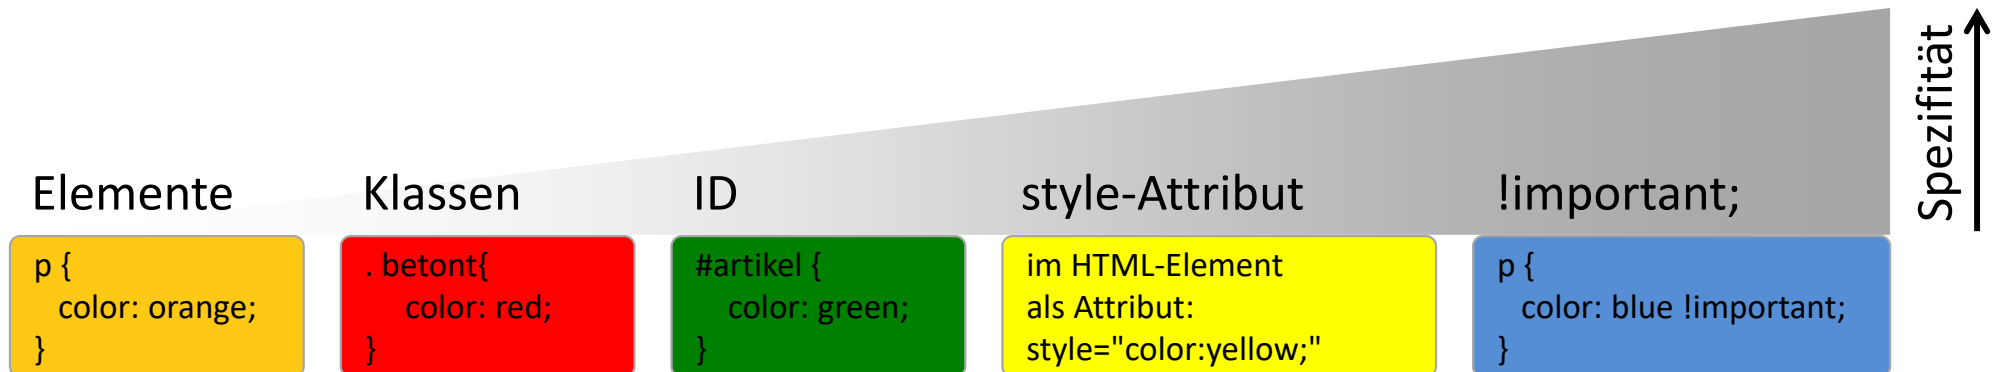 Spezifität
Elemente
Klassen
ID
style-Attribut
!important;
p {
color: orange;
}
. betont{
color: red;
}
#artikel {
color: green;
}
im HTML-Element
als Attribut:
style="color:yellow;"
p {
color: blue !important;
}